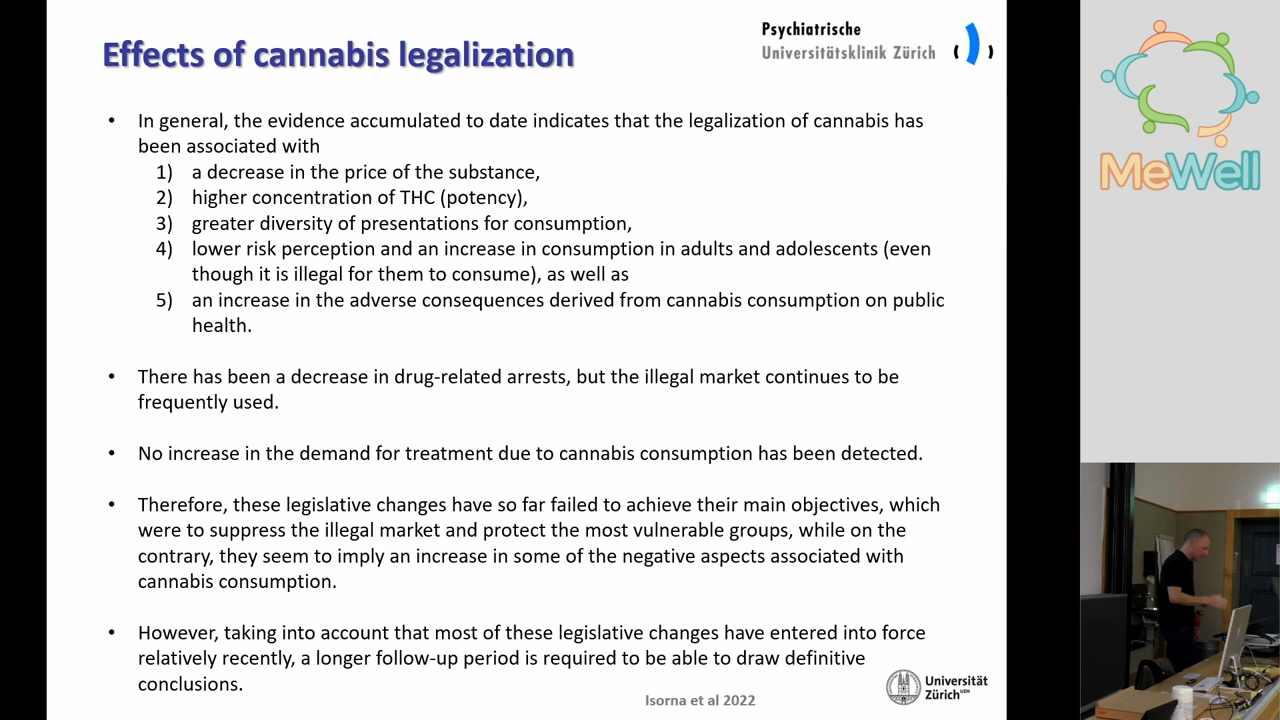 Effects of cannabis legalization
Psychiatrische
Universitätsklinik Zürich
• In general, the evidence accumulated to date indicates that the legalization of cannabis has
been associated with
1) a decrease in the price of the substance,
2) higher concentration of THC (potency),
3) greater diversity of presentations for consumption,
4) lower risk perception and an increase in consumption in adults and adolescents (even
though it is illegal for them to consume), as well as
5) an increase in the adverse consequences derived from cannabis consumption on public
health.
• There has been a decrease in drug-related arrests, but the illegal market continues to be
frequently used.
• No increase in the demand for treatment due to cannabis consumption has been detected.
• Therefore, these legislative changes have so far failed to achieve their main objectives, which
were to suppress the illegal market and protect the most vulnerable groups, while on the
contrary, they seem to imply an increase in some of the negative aspects associated with
cannabis consumption.
• However, taking into account that most of these legislative changes have entered into force
relatively recently, a longer follow-up period is required to be able to draw definitive
conclusions.
Isorna et al 2022
Universität
Zürich UZH
MeWell